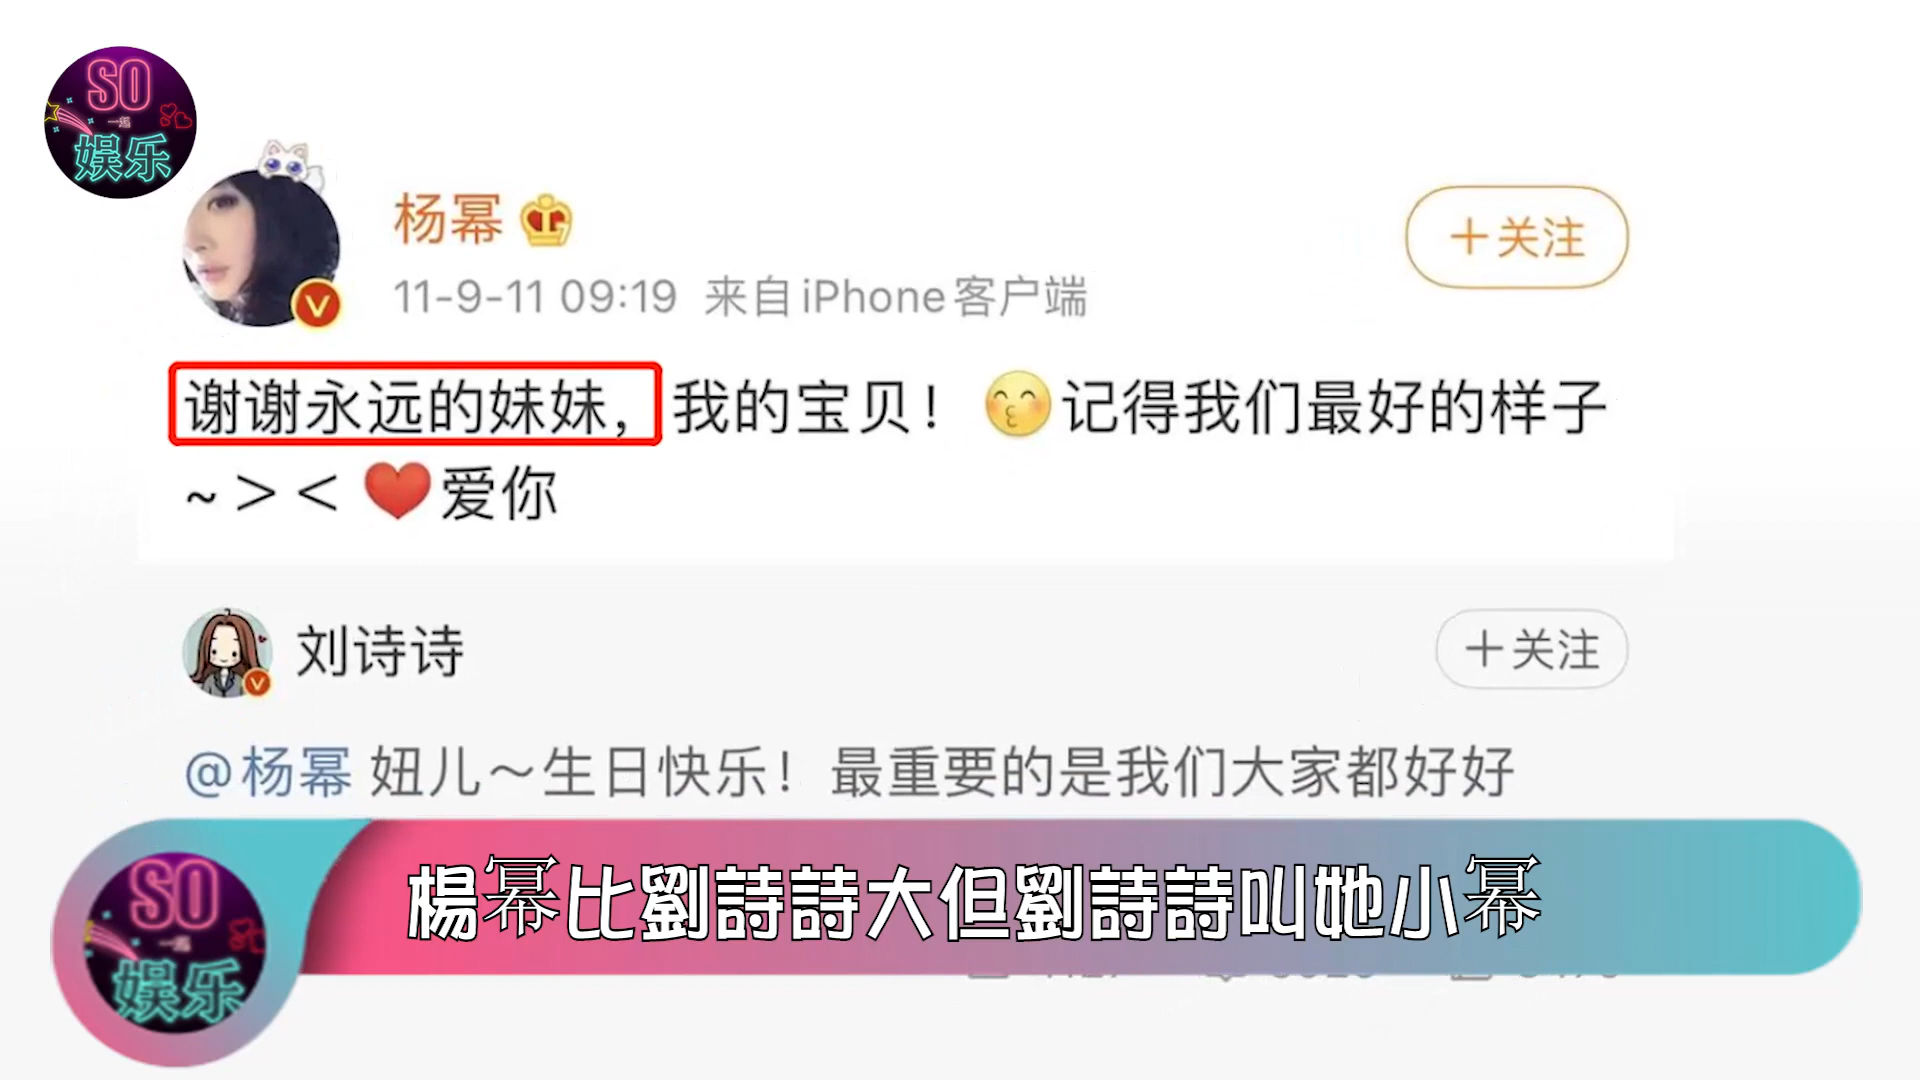 SO
一起
娱乐
杨幂
11-9-11 09:19 来自iPhone客户端
+关注
谢谢永远的妹妹，我的宝贝！记得我们最好的样子
~ > < 爱你
刘诗诗
+关注
@杨幂 妞儿～生日快乐！最重要的是我们大家都好好
楊幂比劉詩詩大但劉詩詩叫她小幂
SO
一起
娱乐